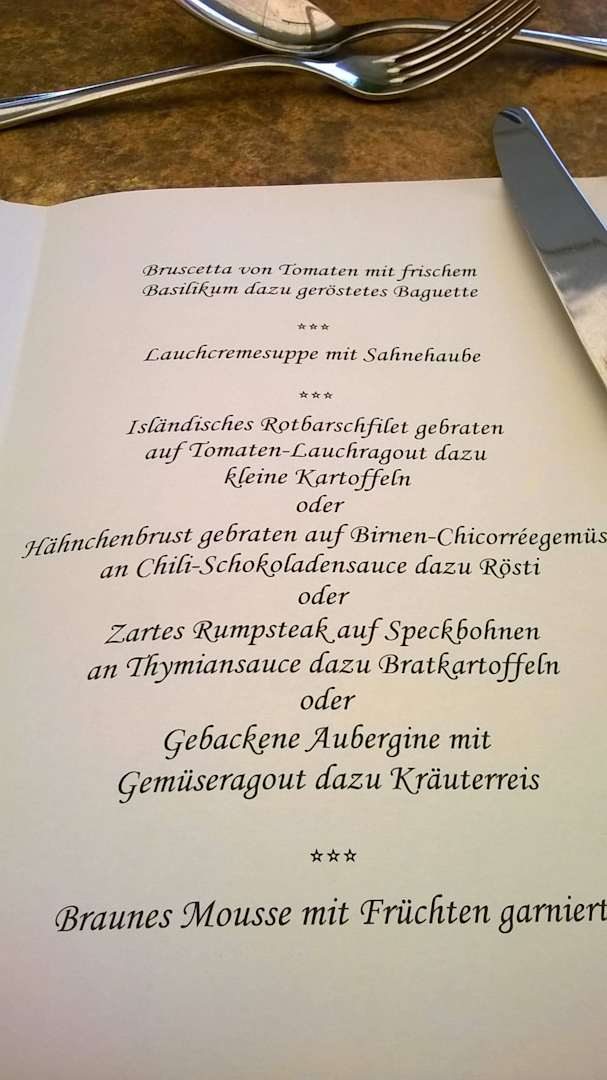 Bruscetta von Tomaten mit frischem
Basilikum dazu geröstetes Baguette
***
Lauchcremesuppe mit Sahnehaube
***
Isländisches Rotbarschfilet gebraten
auf Tomaten-Lauchragout dazu
kleine Kartoffeln
oder
Hähnchenbrust gebraten auf Birnen-Chicorréegemüs
an Chili-Schokoladensauce dazu Rösti
oder
Zartes Rumpsteak auf Speckbohnen
an Thymiansauce dazu Bratkartoffeln
oder
Gebackene Aubergine mit
Gemüseragout dazu Kräuterreis
***
Braunes Mousse mit Früchten garniert